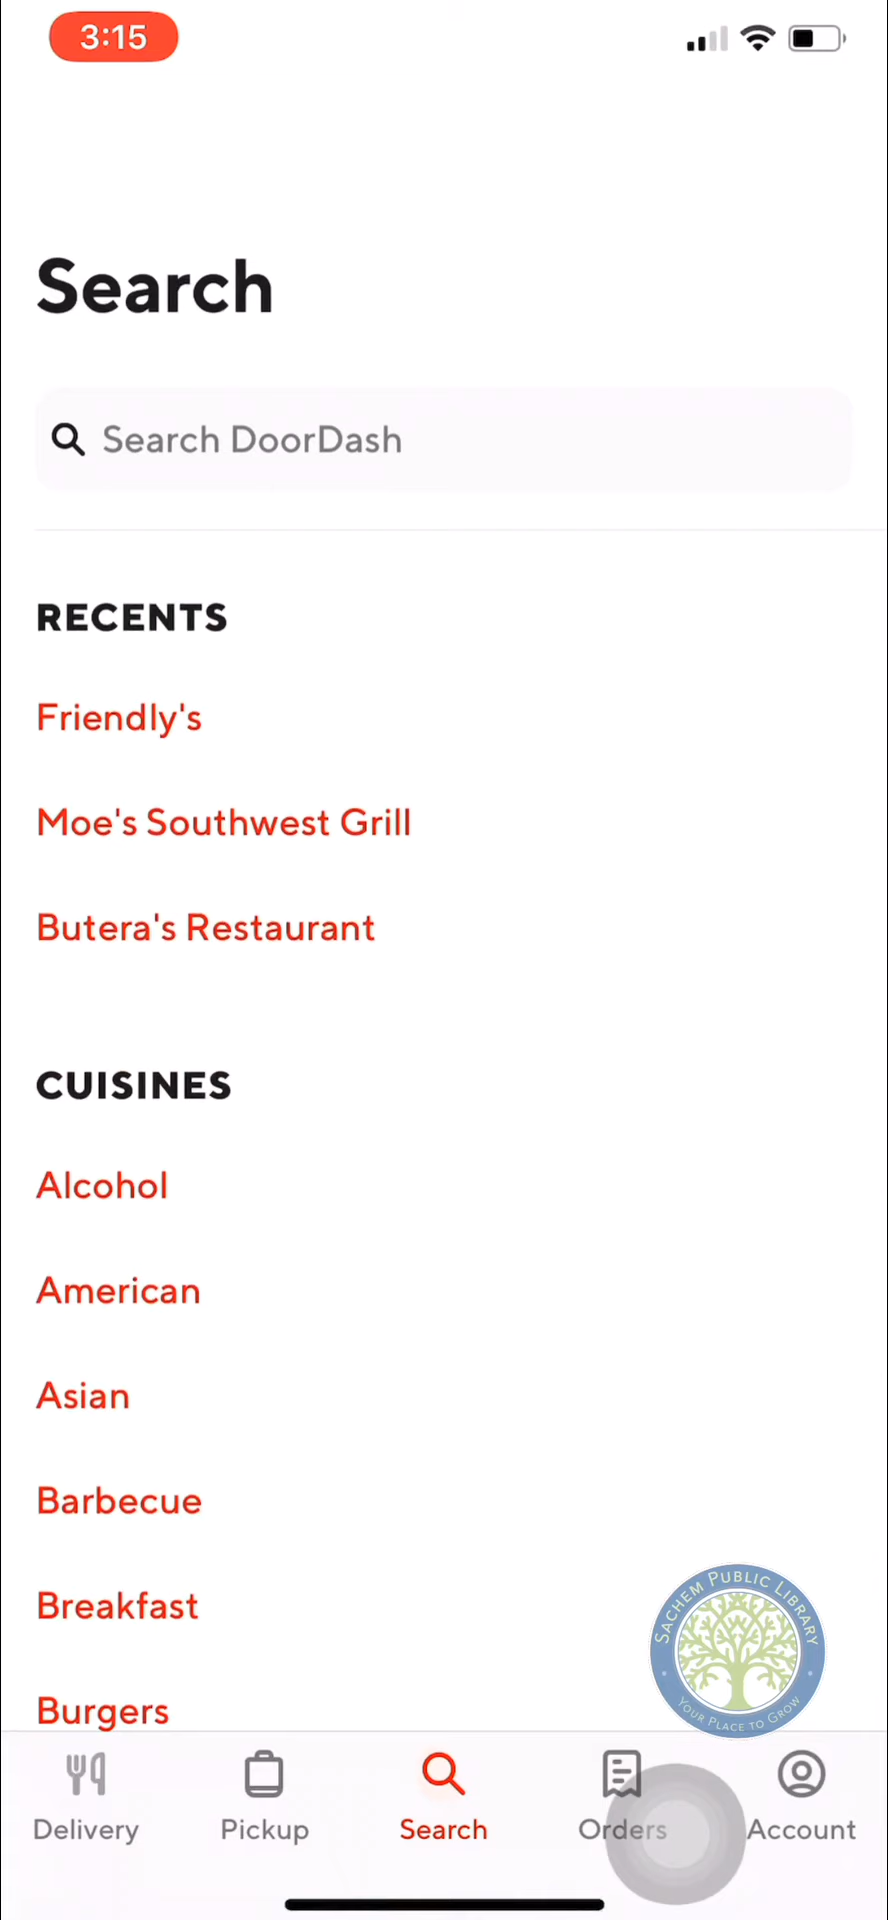 3:15
Search
Search DoorDash
RECENTS
Friendly's
Moe's Southwest Grill
Butera's Restaurant
CUISINES
Alcohol
American
Asian
Barbecue
Breakfast
Burgers
SACHEM PUBLIC LIBRARY
YOUR PLACE TO GROW
Delivery
Pickup
Search
Orders
Account